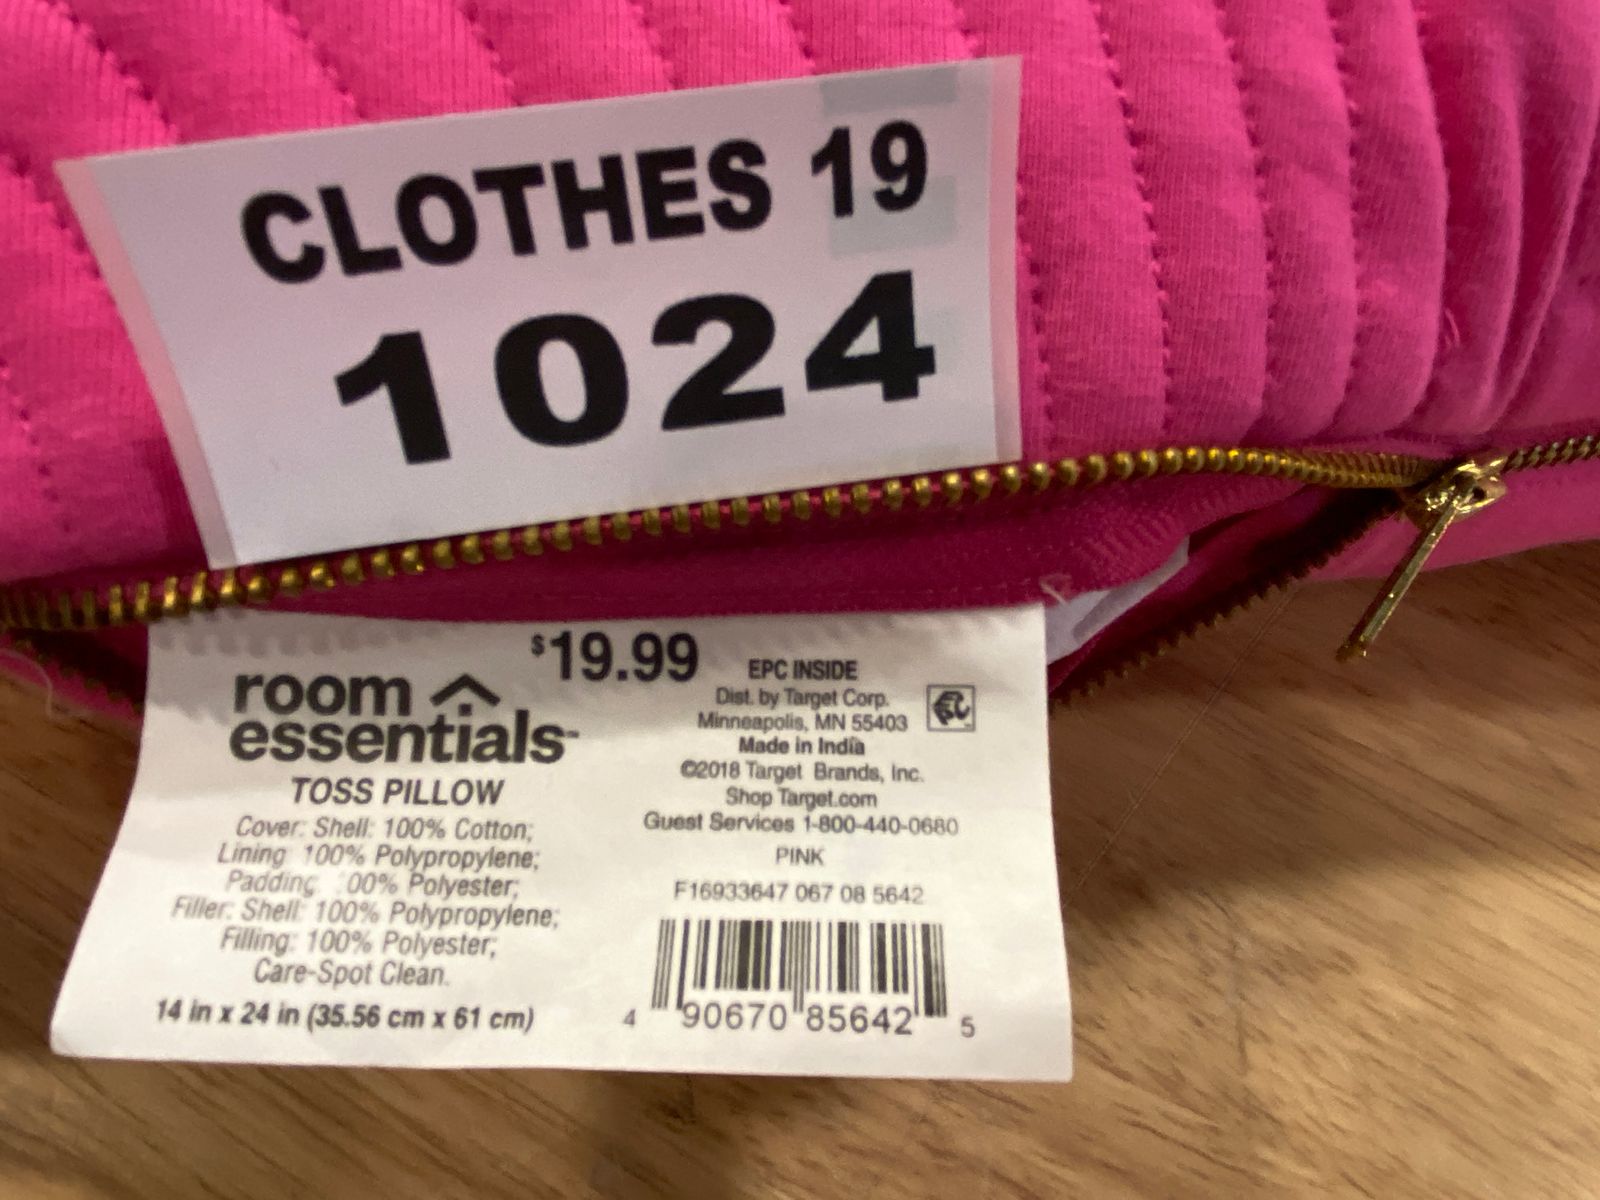 CLOTHES 19
1024
$19.99
room
essentials™
TOSS PILLOW
Cover: Shell: 100% Cotton;
Lining: 100% Polypropylene;
Padding 00% Polyester;
Filler: Shell: 100% Polypropylene;
Filling: 100% Polyester;
Care-Spot Clean.
14 in x 24 in (35.56 cm x 61 cm)
EPC INSIDE
Dist. by Target Corp.
Minneapolis, MN 55403
Made in India
©2018 Target Brands, Inc.
Shop Target.com
Guest Services 1-800-440-0680
PINK
F16933647 067 08 5642
4 90670 85642 5